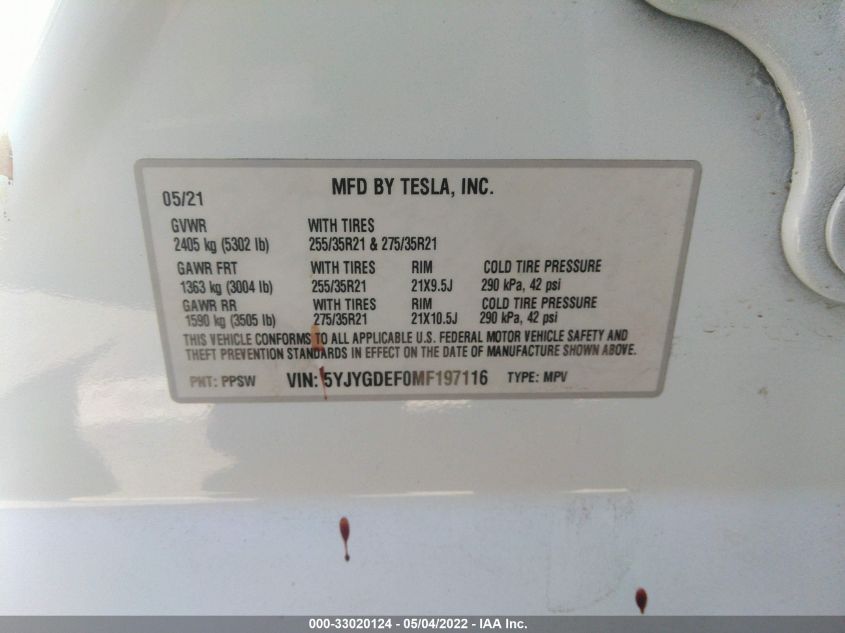 MFD BY TESLA, INC.
05/21
GVWR WITH TIRES
2405 kg (5302 lb) 255/35R21 & 275/35R21
GAWR FRT WITH TIRES RIM COLD TIRE PRESSURE
1363 kg (3004 lb) 255/35R21 21X9.5J 290 kPa, 42 psi
GAWR RR WITH TIRES RIM COLD TIRE PRESSURE
1590 kg (3505 lb) 275/35R21 21X10.5J 290 kPa, 42 psi
THIS VEHICLE CONFORMS TO ALL APPLICABLE U.S. FEDERAL MOTOR VEHICLE SAFETY AND
THEFT PREVENTION STANDARDS IN EFFECT ON THE DATE OF MANUFACTURE SHOWN ABOVE.
PNT: PPSW VIN: 5YJYGDEF0MF197116 TYPE: MPV
000-33020124 - 05/04/2022 - IAA Inc.